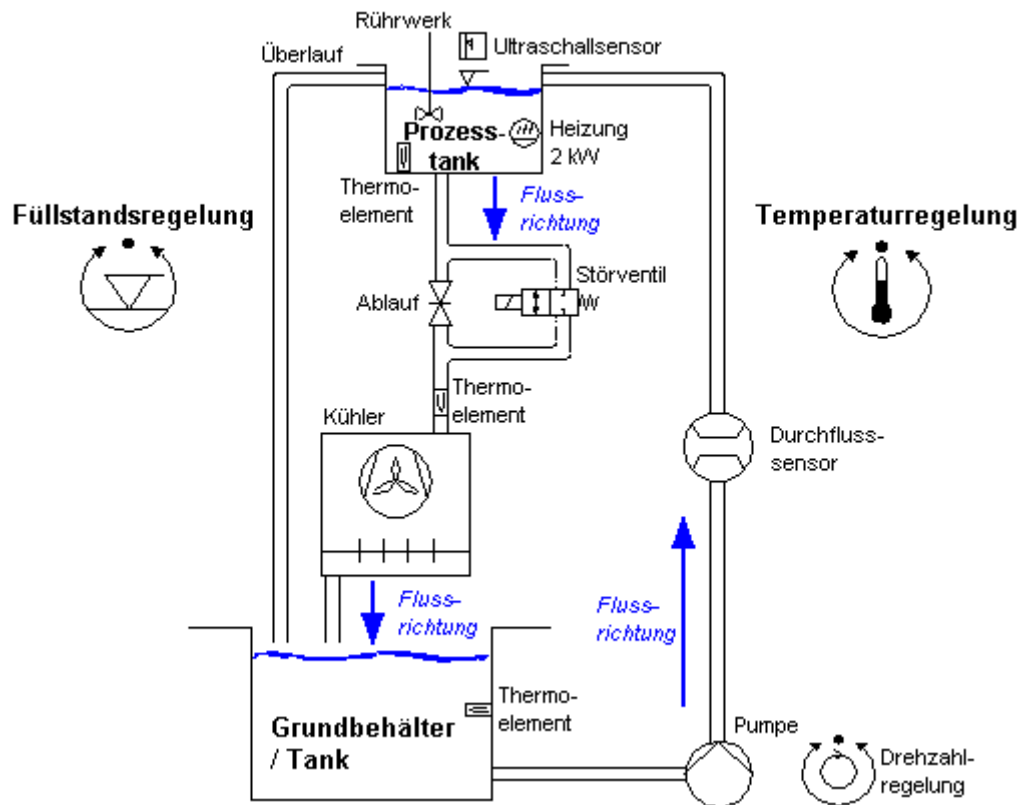 Rührwerk
Ultraschallsensor
Überlauf
Prozess-
tank
Heizung
2 kW
Thermo-
element
Fluss-
richtung
Füllstandsregelung
Temperaturregelung
Störventil
Ablauf
Thermo-
element
Kühler
Durchfluss-
sensor
Fluss-
richtung
Fluss-
richtung
Thermo-
element
Grundbehälter
/ Tank
Pumpe
Drehzahl-
regelung